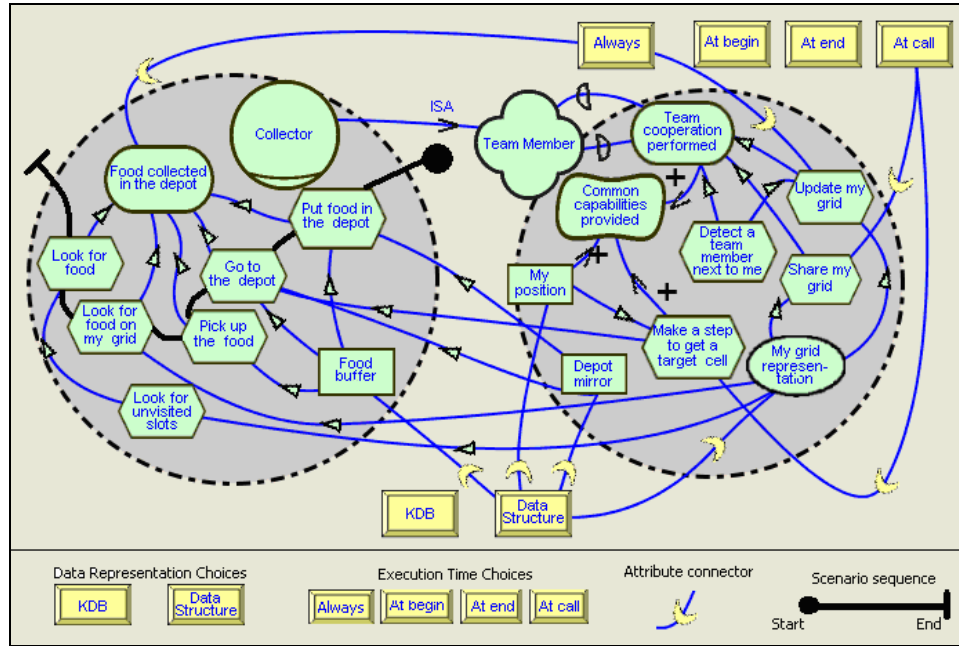 Always
At begin
At end
At call
ISA
Collector
Team Member
Team
cooperation
performed
Food collected
in the depot
Common
capabilities
provided
Update my
grid
Put food in
the depot
Detect a
team
member
next to me
Look for
food
Go to
the depot
My
position
Share my
grid
Look for
food on
my grid
Pick up
the food
Make a step
to get a
target cell
My grid
represen-
tation
Food
buffer
Depot
mirror
Look for
unvisited
slots
KDB
Data
Structure
Data Representation Choices
KDB
Data
Structure
Execution Time Choices
Always
At begin
At end
At call
Attribute connector
Scenario sequence
Start
End